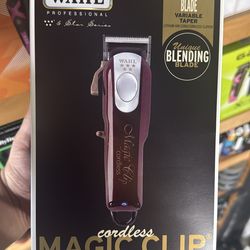 WAHL
PROFESSIONAL
5 Star Series
BLADE
VARIABLE
TAPER
Unique
BLENDING
BLADE
WAHL
Magic Clip
cordless
cordless
MAGIC CLIP